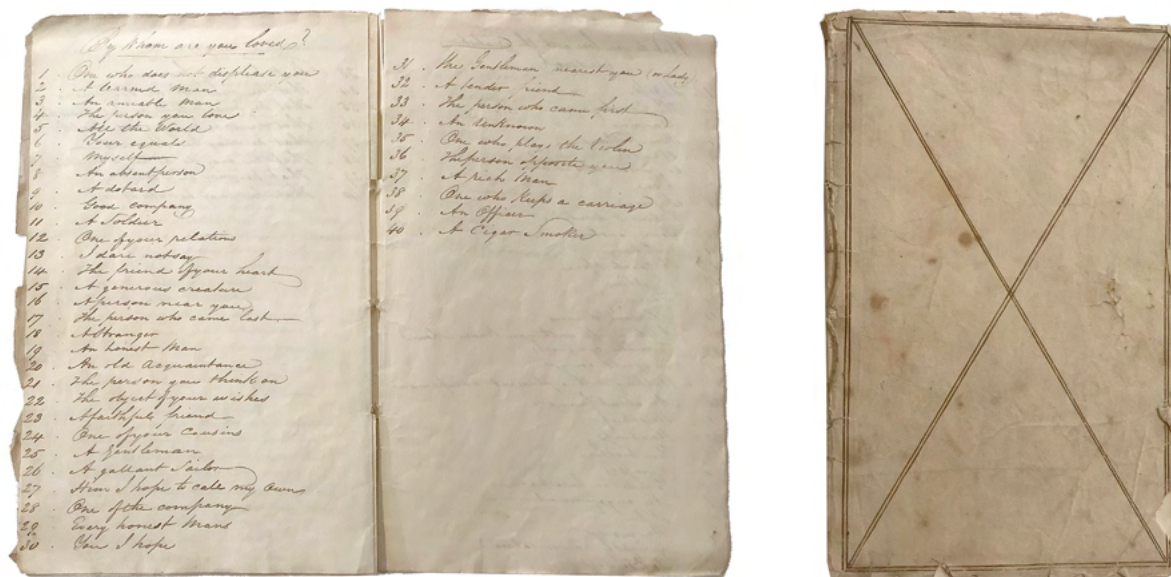 By Whom are you loved?
1 . One who does not displease you
2 . A learned Man
3 . An amiable Man
4 . The person you love
5 . All the World
6 . Your equals
7 . Myself
8 . An absent person
9 . A dotard
10 . Good company
11 . A Soldier
12 . One of your relations
13 . I dare not say
14 . The friend of your heart
15 . A generous creature
16 . A person near you
17 . The person who came last
18 . A Stranger
19 . An honest Man
20 . An old Acquaintance
21 . The person you think on
22 . The object of your wishes
23 . A faithful friend
24 . One of your Cousins
25 . A Gentleman
26 . A gallant Sailor
27 . Him I hope to call my own
28 . One of the company
29 . Every honest Man
30 . You I hope
31 . The Gentleman nearest you (or Lady)
32 . A tender friend
33 . The person who came first
34 . An Unknown
35 . One who plays the Violin
36 . The person opposite you
37 . A rich Man
38 . One who keeps a carriage
39 . An Officer
40 . A Cigar Smoker